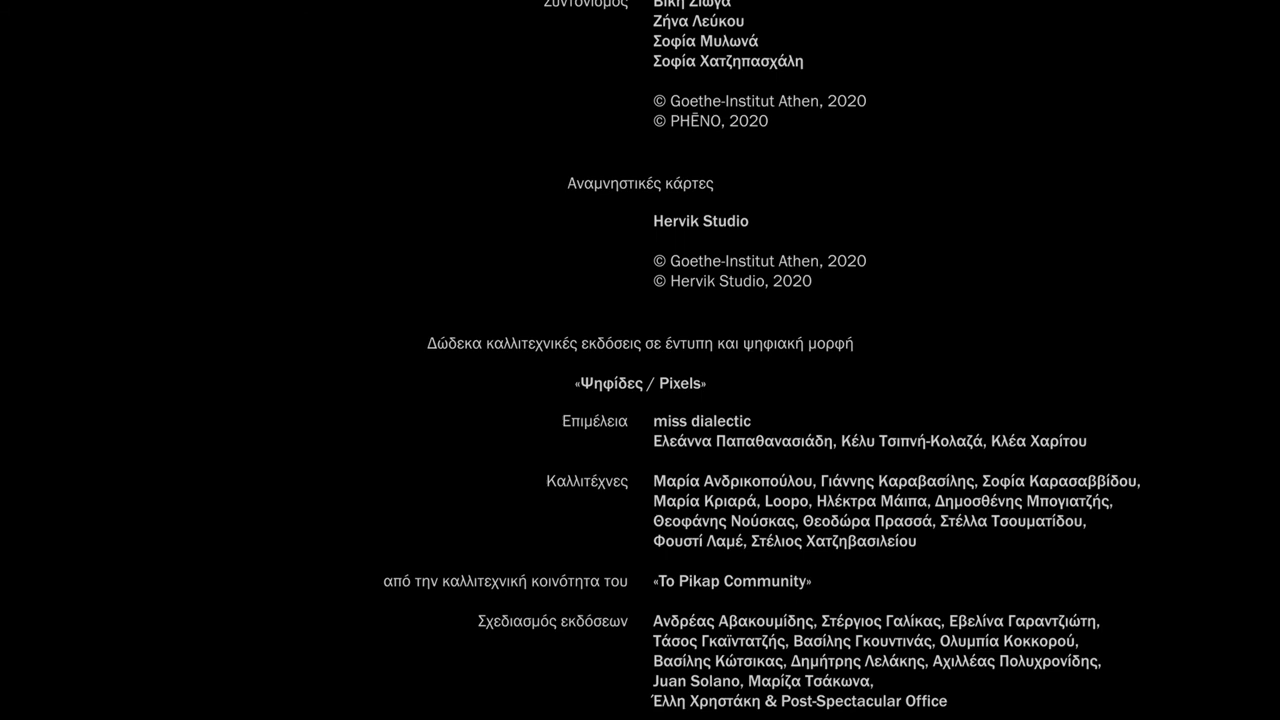 Συντονισμός Βίκη Ζιώγα
Ζήνα Λεύκου
Σοφία Μυλωνά
Σοφία Χατζηπασχάλη
© Goethe-Institut Athen, 2020
© PHĒNO, 2020
Αναμνηστικές κάρτες
Hervik Studio
© Goethe-Institut Athen, 2020
© Hervik Studio, 2020
Δώδεκα καλλιτεχνικές εκδόσεις σε έντυπη και ψηφιακή μορφή
«Ψηφίδες / Pixels»
Επιμέλεια miss dialectic
Ελεάννα Παπαθανασιάδη, Κέλυ Τσιπνή-Κολαζά, Κλέα Χαρίτου
Καλλιτέχνες Μαρία Ανδρικοπούλου, Γιάννης Καραβασίλης, Σοφία Καρασαββίδου,
Μαρία Κριαρά, Loopo, Ηλέκτρα Μάιπα, Δημοσθένης Μπογιατζής,
Θεοφάνης Νούσκας, Θεοδώρα Πρασσά, Στέλλα Τσουματίδου,
Φουστί Λαμέ, Στέλιος Χατζηβασιλείου
από την καλλιτεχνική κοινότητα του «To Pikap Community»
Σχεδιασμός εκδόσεων Ανδρέας Αβακουμίδης, Στέργιος Γαλίκας, Εβελίνα Γαραντζιώτη,
Τάσος Γκαϊντατζής, Βασίλης Γκουντινάς, Ολυμπία Κοκκορού,
Βασίλης Κώτσικας, Δημήτρης Λελάκης, Αχιλλέας Πολυχρονίδης,
Juan Solano, Μαρίζα Τσάκωνα,
Έλλη Χρηστάκη & Post-Spectacular Office